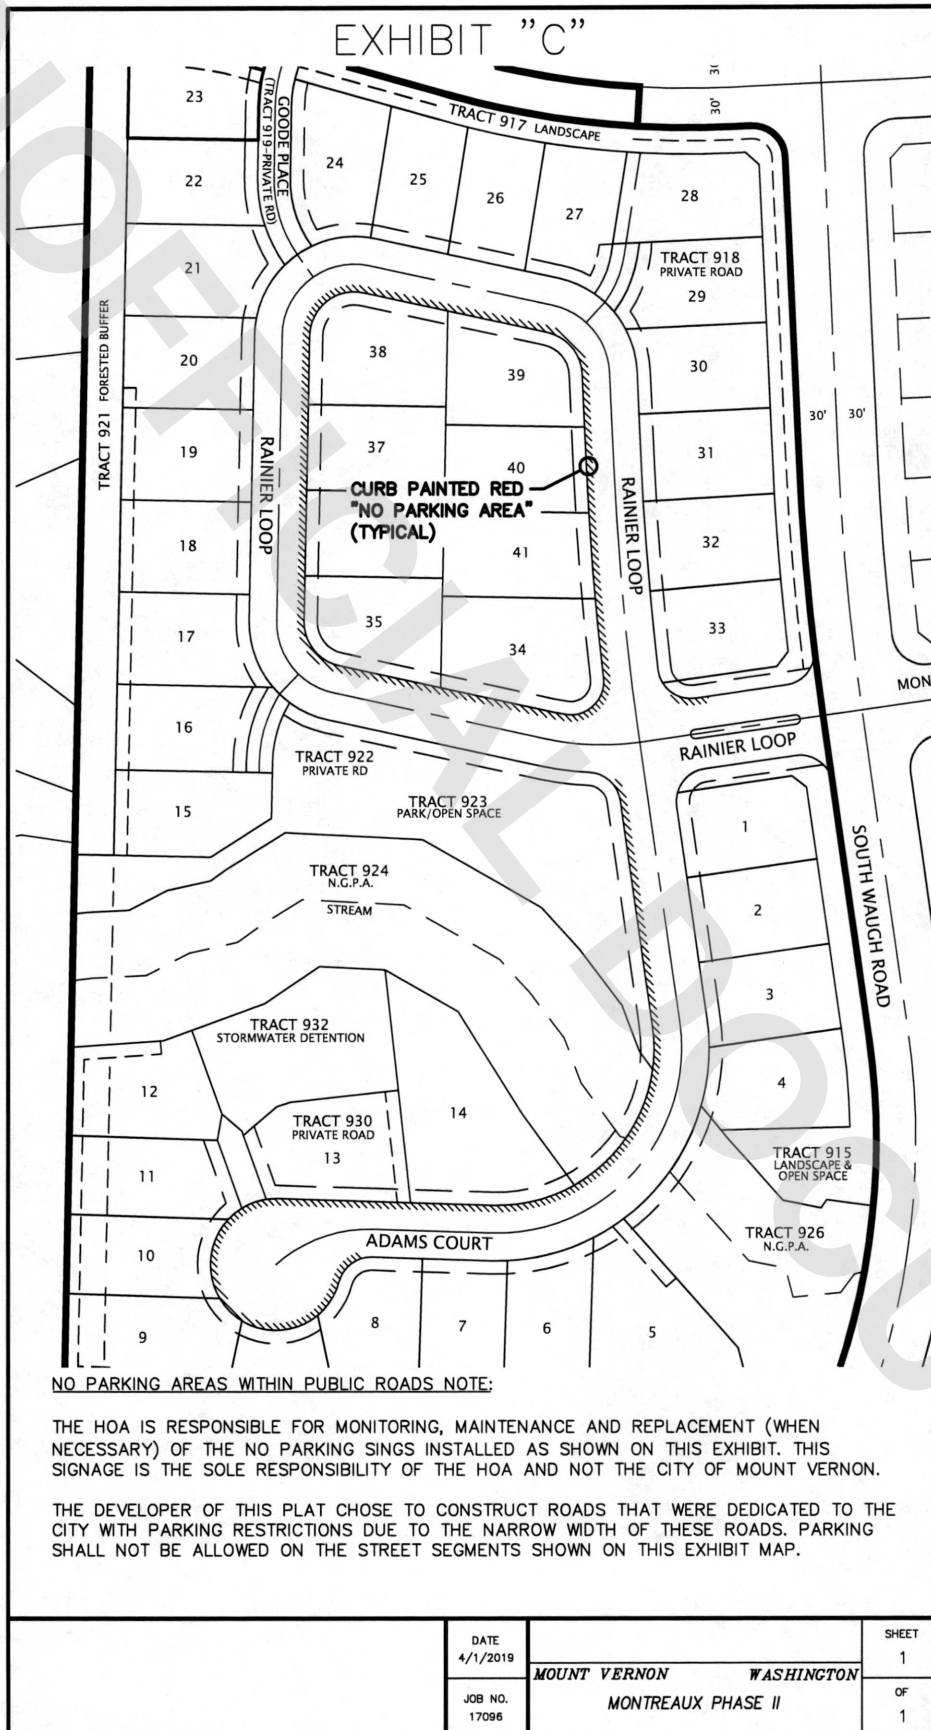 EXHIBIT "C"
23
GOODE PLACE
(TRACT 919-PRIVATE RD)
TRACT 917 LANDSCAPE
30'
22
24
25
26
27
28
21
TRACT 918
PRIVATE ROAD
29
TRACT 921 FORESTED BUFFER
20
38
39
30
30' 30'
19
RAINIER LOOP
37
40
31
CURB PAINTED RED
"NO PARKING AREA"
(TYPICAL)
RAINIER LOOP
18
41
32
17
35
34
33
MON
16
TRACT 922
PRIVATE RD
RAINIER LOOP
15
TRACT 923
PARK/OPEN SPACE
1
SOUTH WAUGH ROAD
TRACT 924
N.G.P.A.
STREAM
2
3
TRACT 932
STORMWATER DETENTION
12
4
14
TRACT 930
PRIVATE ROAD
13
11
TRACT 915
LANDSCAPE &
OPEN SPACE
10
ADAMS COURT
TRACT 926
N.G.P.A.
9
8
7
6
5
NO PARKING AREAS WITHIN PUBLIC ROADS NOTE:
THE HOA IS RESPONSIBLE FOR MONITORING, MAINTENANCE AND REPLACEMENT (WHEN
NECESSARY) OF THE NO PARKING SINGS INSTALLED AS SHOWN ON THIS EXHIBIT. THIS
SIGNAGE IS THE SOLE RESPONSIBILITY OF THE HOA AND NOT THE CITY OF MOUNT VERNON.
THE DEVELOPER OF THIS PLAT CHOSE TO CONSTRUCT ROADS THAT WERE DEDICATED TO THE
CITY WITH PARKING RESTRICTIONS DUE TO THE NARROW WIDTH OF THESE ROADS. PARKING
SHALL NOT BE ALLOWED ON THE STREET SEGMENTS SHOWN ON THIS EXHIBIT MAP.
DATE
4/1/2019
JOB NO.
17096
MOUNT VERNON WASHINGTON
MONTREAUX PHASE II
SHEET
1
OF
1